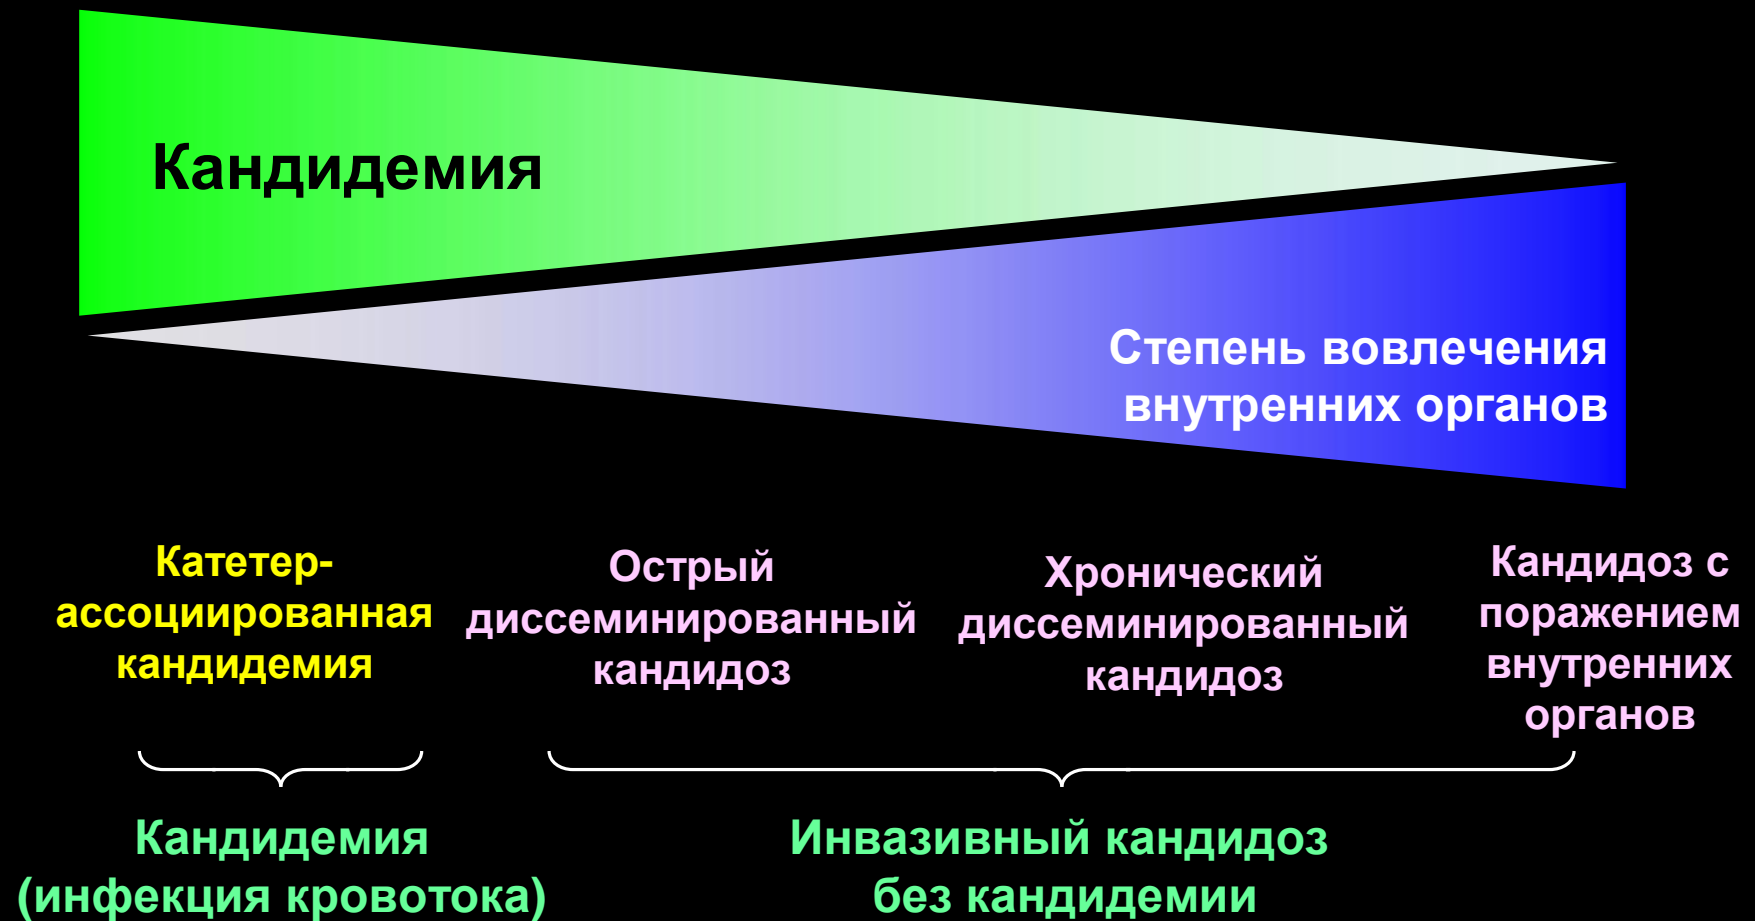 Кандидемия
Степень вовлечения
внутренних органов
Катетер-
ассоциированная
кандидемия
Острый
диссеминированный
кандидоз
Хронический
диссеминированный
кандидоз
Кандидоз с
поражением
внутренних
органов
Кандидемия
(инфекция кровотока)
Инвазивный кандидоз
без кандидемии